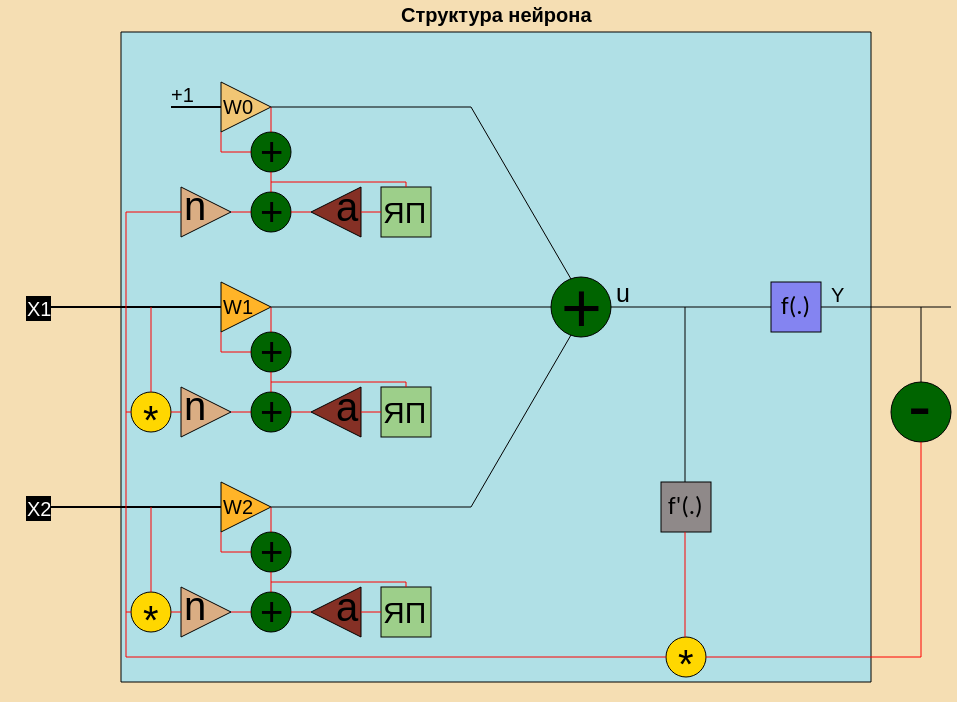 Структура нейрона
+1
W0
+
n + a ЯП
X1 W1 + u f(.) Y
+
* n + a ЯП -
X2 W2 f'(.)
+
* n + a ЯП
*